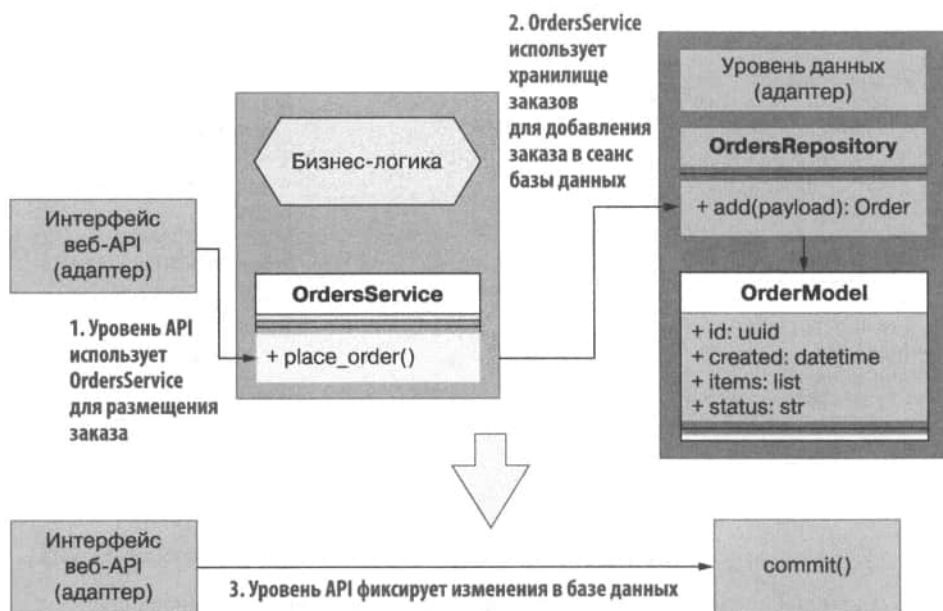 2. OrdersService
использует
хранилище
заказов
для добавления
заказа в сеанс
базы данных
Уровень данных
(адаптер)
OrdersRepository
+ add(payload): Order
OrderModel
+ id: uuid
+ created: datetime
+ items: list
+ status: str
Бизнес-логика
Интерфейс
веб-API
(адаптер)
OrdersService
+ place_order()
1. Уровень API
использует
OrdersService
для размещения
заказа
Интерфейс
веб-API
(адаптер)
3. Уровень API фиксирует изменения в базе данных
commit()